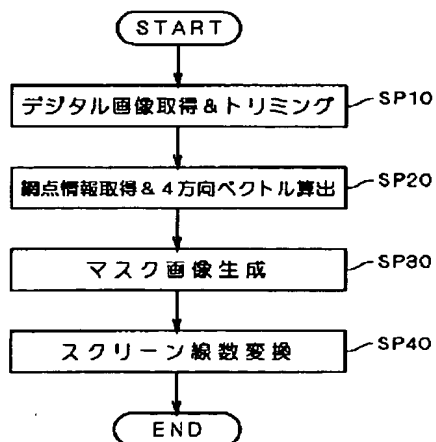 START
デジタル画像取得&トリミング
SP10
網点情報取得&4方向ベクトル算出
SP20
マスク画像生成
SP30
スクリーン線数変換
SP40
END